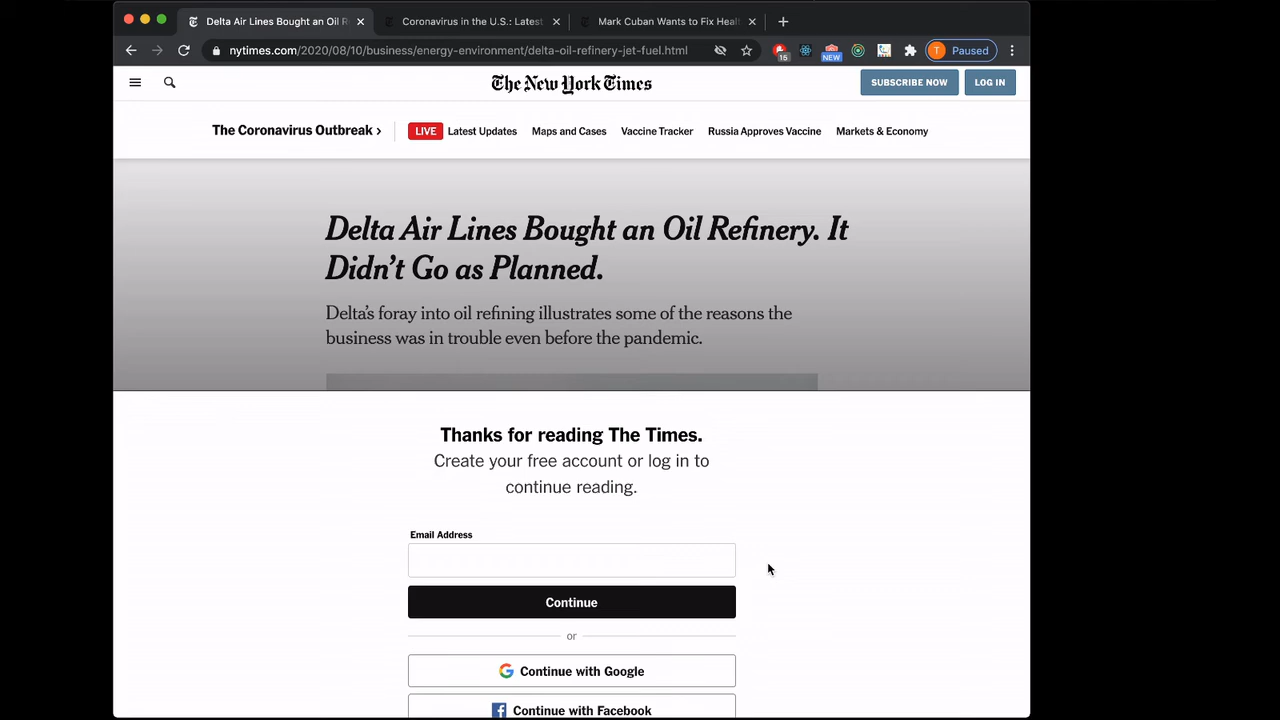 Delta Air Lines Bought an Oil R
Coronavirus in the U.S.: Latest
Mark Cuban Wants to Fix Heal
nytimes.com/2020/08/10/business/energy-environment/delta-oil-refinery-jet-fuel.html
15
NEW
T
Paused
The New York Times
SUBSCRIBE NOW
LOG IN
The Coronavirus Outbreak ›
LIVE Latest Updates
Maps and Cases
Vaccine Tracker
Russia Approves Vaccine
Markets & Economy
Delta Air Lines Bought an Oil Refinery. It
Didn't Go as Planned.
Delta's foray into oil refining illustrates some of the reasons the
business was in trouble even before the pandemic.
Thanks for reading The Times.
Create your free account or log in to
continue reading.
Email Address
Continue
or
Continue with Google
Continue with Facebook